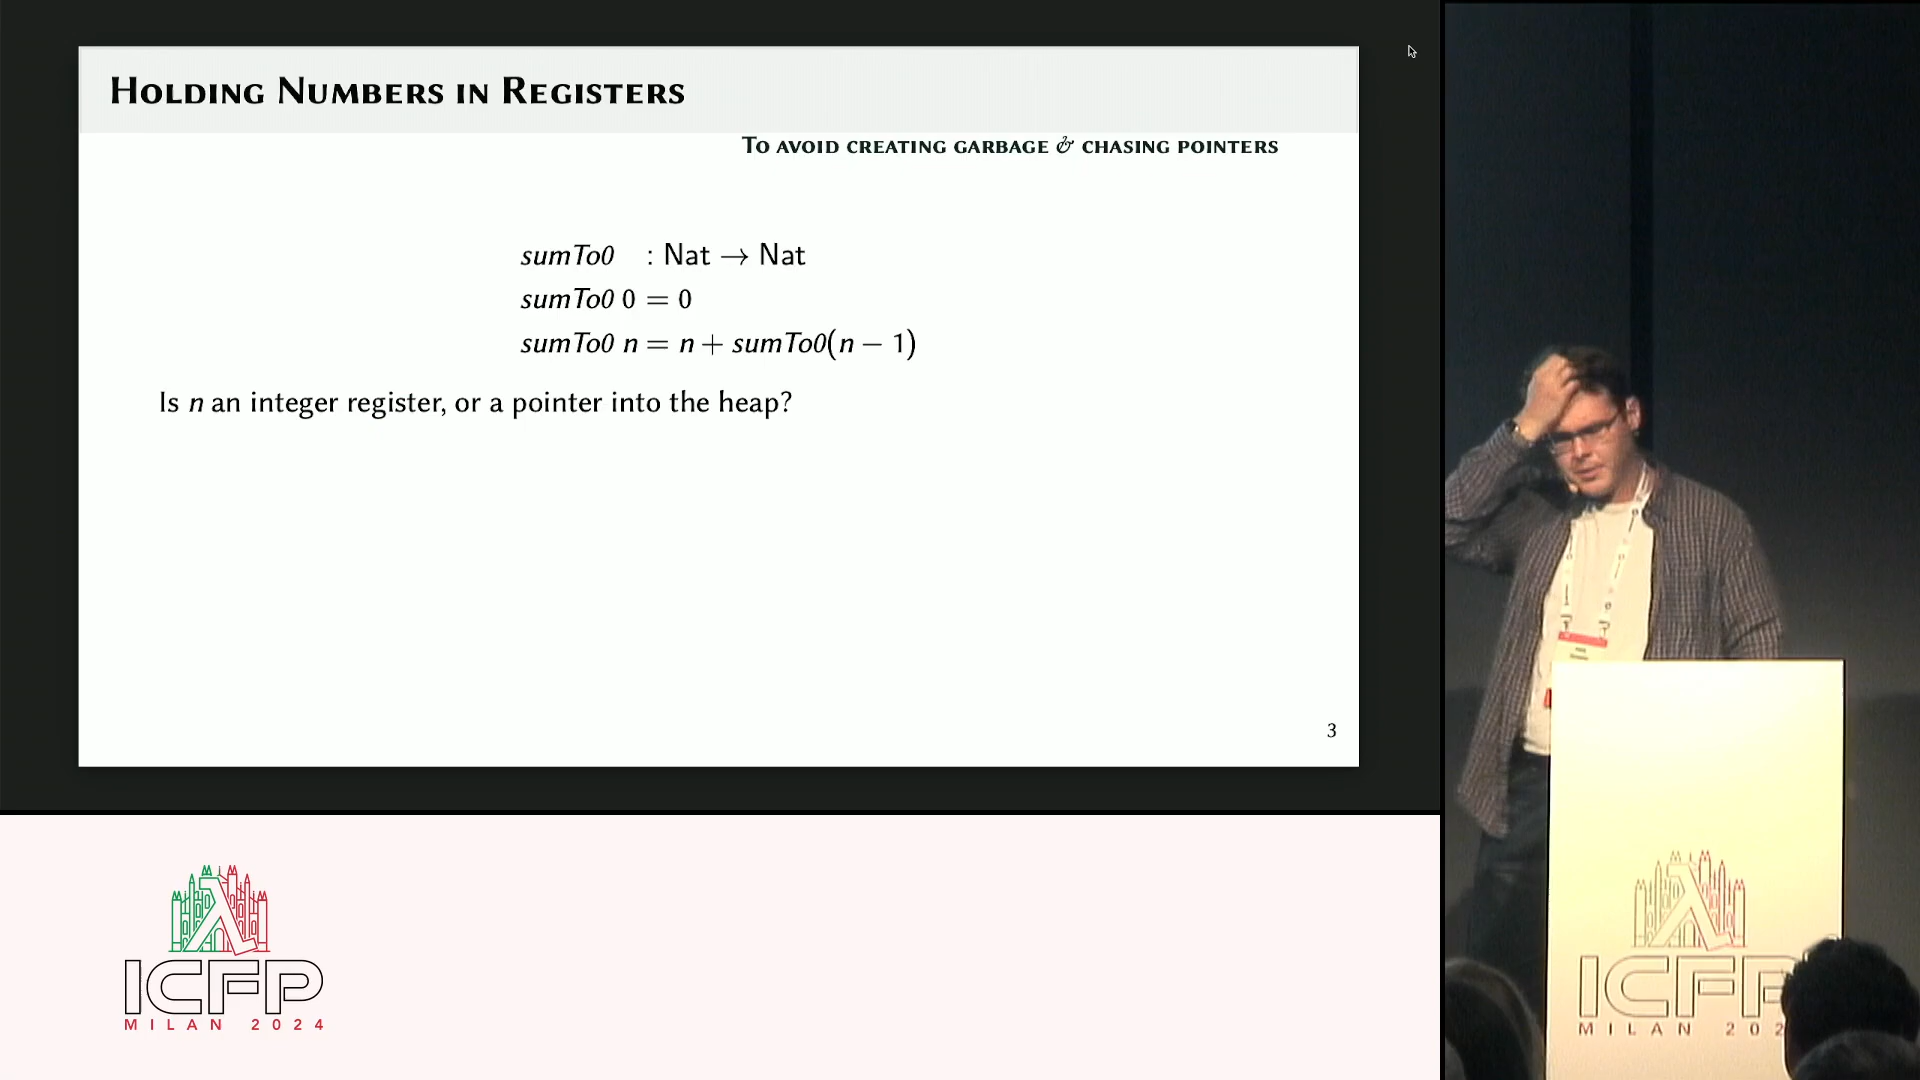 Holding Numbers in Registers
To avoid creating garbage & chasing pointers
sumTo0 : Nat → Nat
sumTo0 0 = 0
sumTo0 n = n + sumTo0(n − 1)
Is n an integer register, or a pointer into the heap?
3
ICFP
MILAN 2024
ICFP
MILAN 202